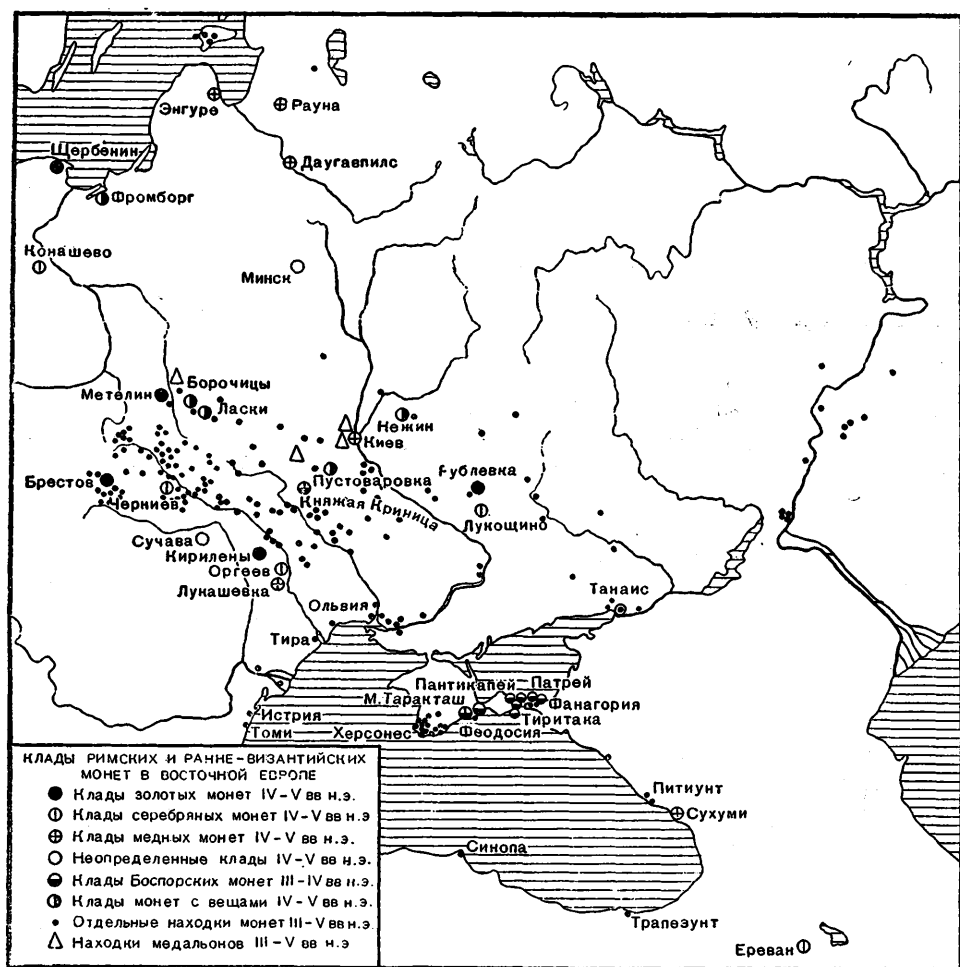 Энгуре
Рауна
Даугавпилс
Щербенин
Фромборг
Конашево
Минск
Борочицы
Метелин
Ласки
Нежин
Киев
Брестов
Черниев
Пустоваровка
Княжая Криница
Рублевка
Лукощино
Сучава
Кирилены
Оргеев
Лукашевка
Ольвия
Тира
Танаис
Пантикапей
Патрей
М.Таракташ
Фанагория
Тиритака
Истрия
Томи
Херсонес
Феодосия
Питиунт
Сухуми
Синопа
Трапезунт
Ереван
КЛАДЫ РИМСКИХ И РАННЕ-ВИЗАНТИЙСКИХ
МОНЕТ В ВОСТОЧНОЙ ЕВРОПЕ
Клады золотых монет IV-V вв н.э.
Клады серебряных монет IV-V вв н.э
Клады медных монет IV-V вв н.э.
Неопределенные клады IV-V вв н.э.
Клады Боспорских монет III-IV вв н.э.
Клады монет с вещами IV-V вв н.э.
Отдельные находки монет III-V вв н.э.
Находки медальонов III-V вв н.э